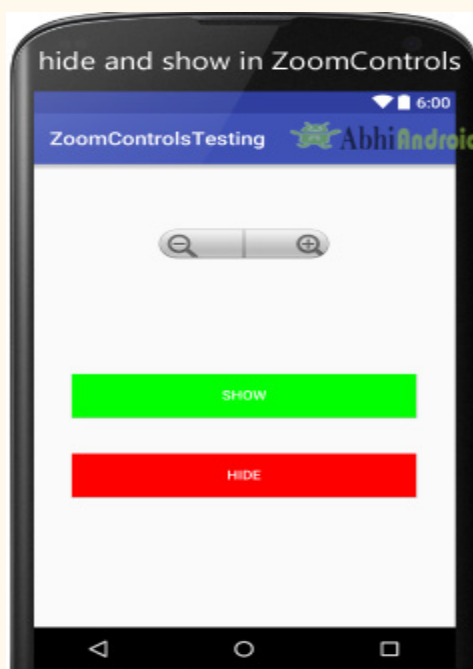 hide and show in ZoomControls
6:00
ZoomControlsTesting
AbhiAndroid
SHOW
HIDE